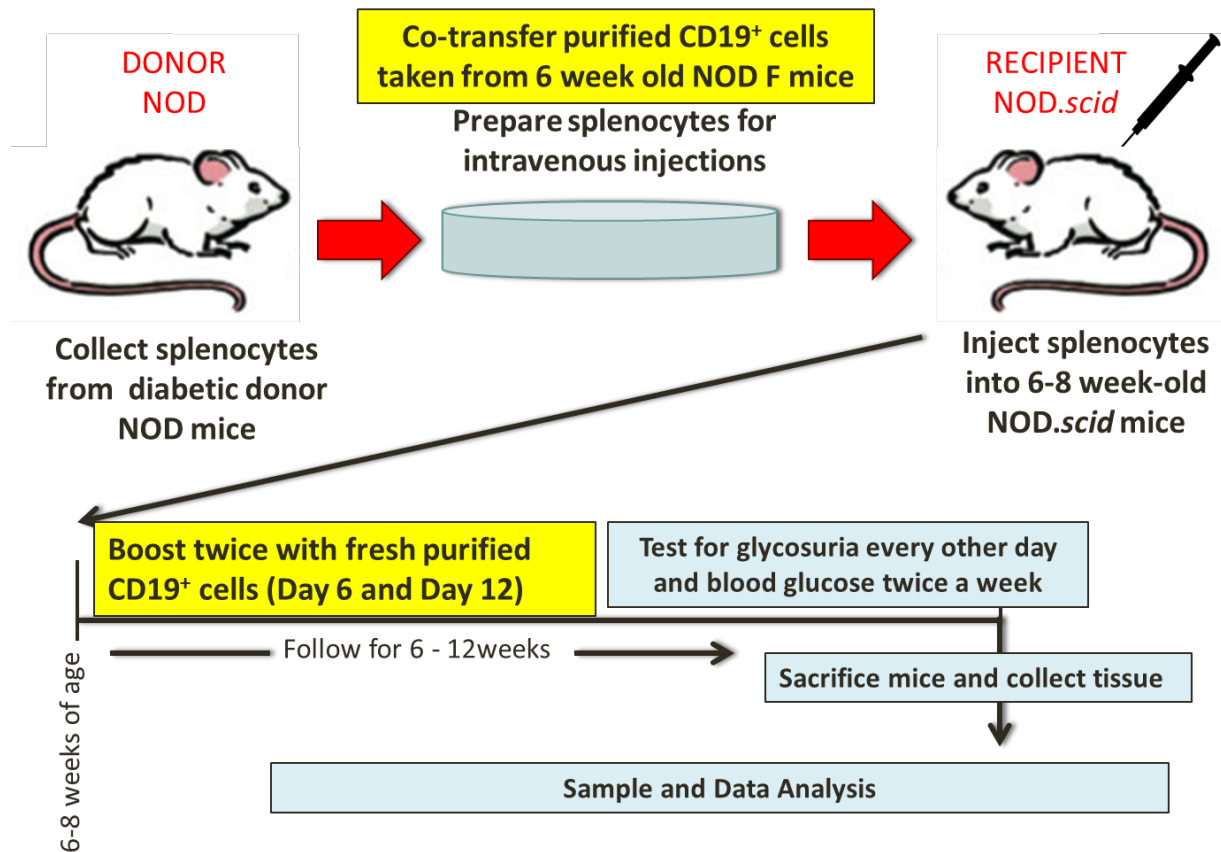 DONOR
NOD
Co-transfer purified CD19⁺ cells
taken from 6 week old NOD F mice
Prepare splenocytes for
intravenous injections
RECIPIENT
NOD.scid
Collect splenocytes
from diabetic donor
NOD mice
Inject splenocytes
into 6-8 week-old
NOD.scid mice
Boost twice with fresh purified
CD19⁺ cells (Day 6 and Day 12)
Test for glycosuria every other day
and blood glucose twice a week
Follow for 6 - 12weeks
Sacrifice mice and collect tissue
6-8 weeks of age
Sample and Data Analysis